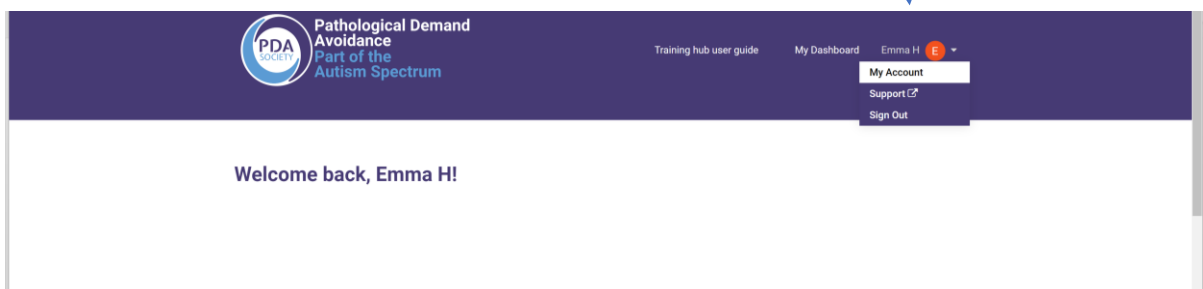 Pathological Demand
Avoidance
Part of the
Autism Spectrum
PDA
SOCIETY
Training hub user guide My Dashboard Emma H E
My Account
Support
Sign Out
Welcome back, Emma H!